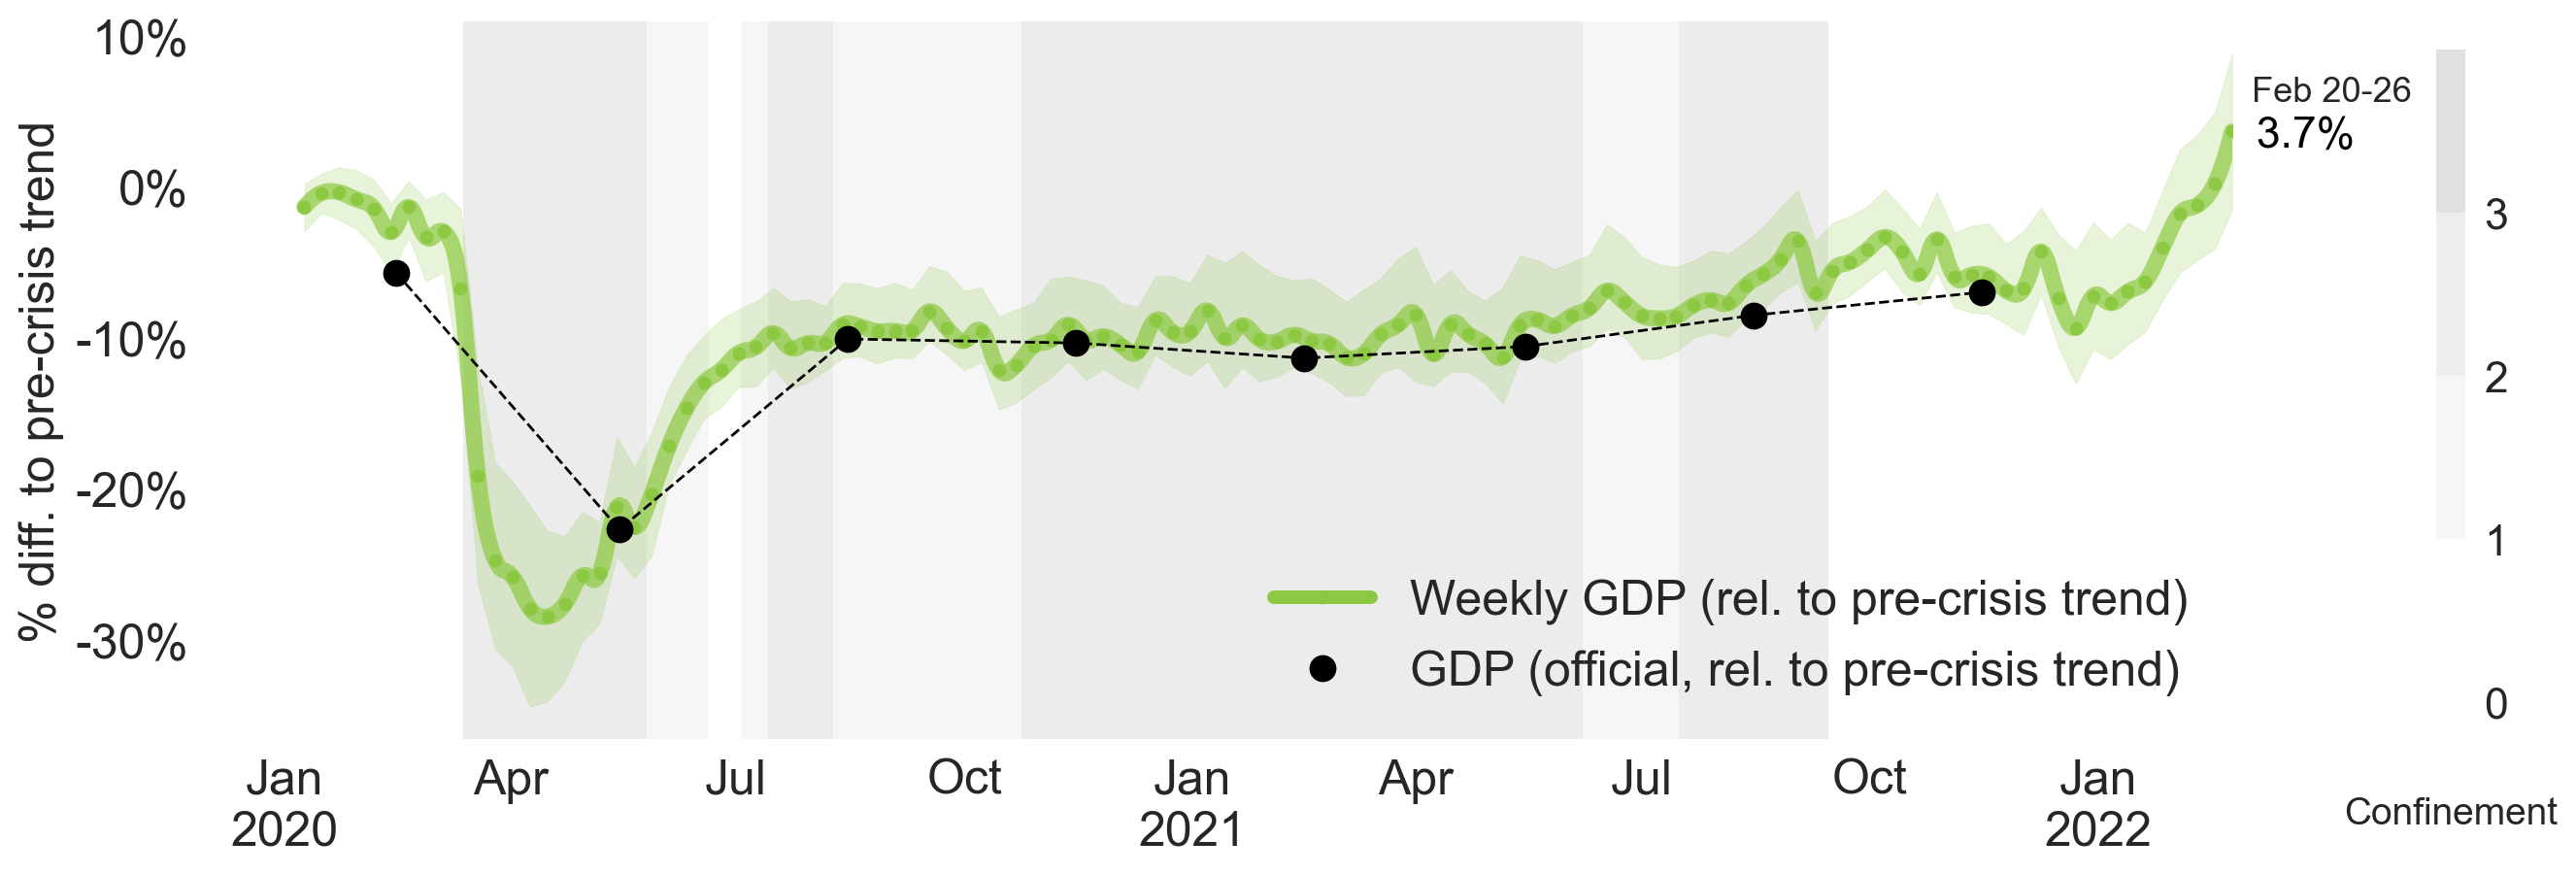 % diff. to pre-crisis trend
10%
0%
-10%
-20%
-30%
Feb 20-26
3.7%
Weekly GDP (rel. to pre-crisis trend)
GDP (official, rel. to pre-crisis trend)
Jan Apr Jul Oct Jan Apr Jul Oct Jan
2020 2021 2022
3
2
1
0
Confinement